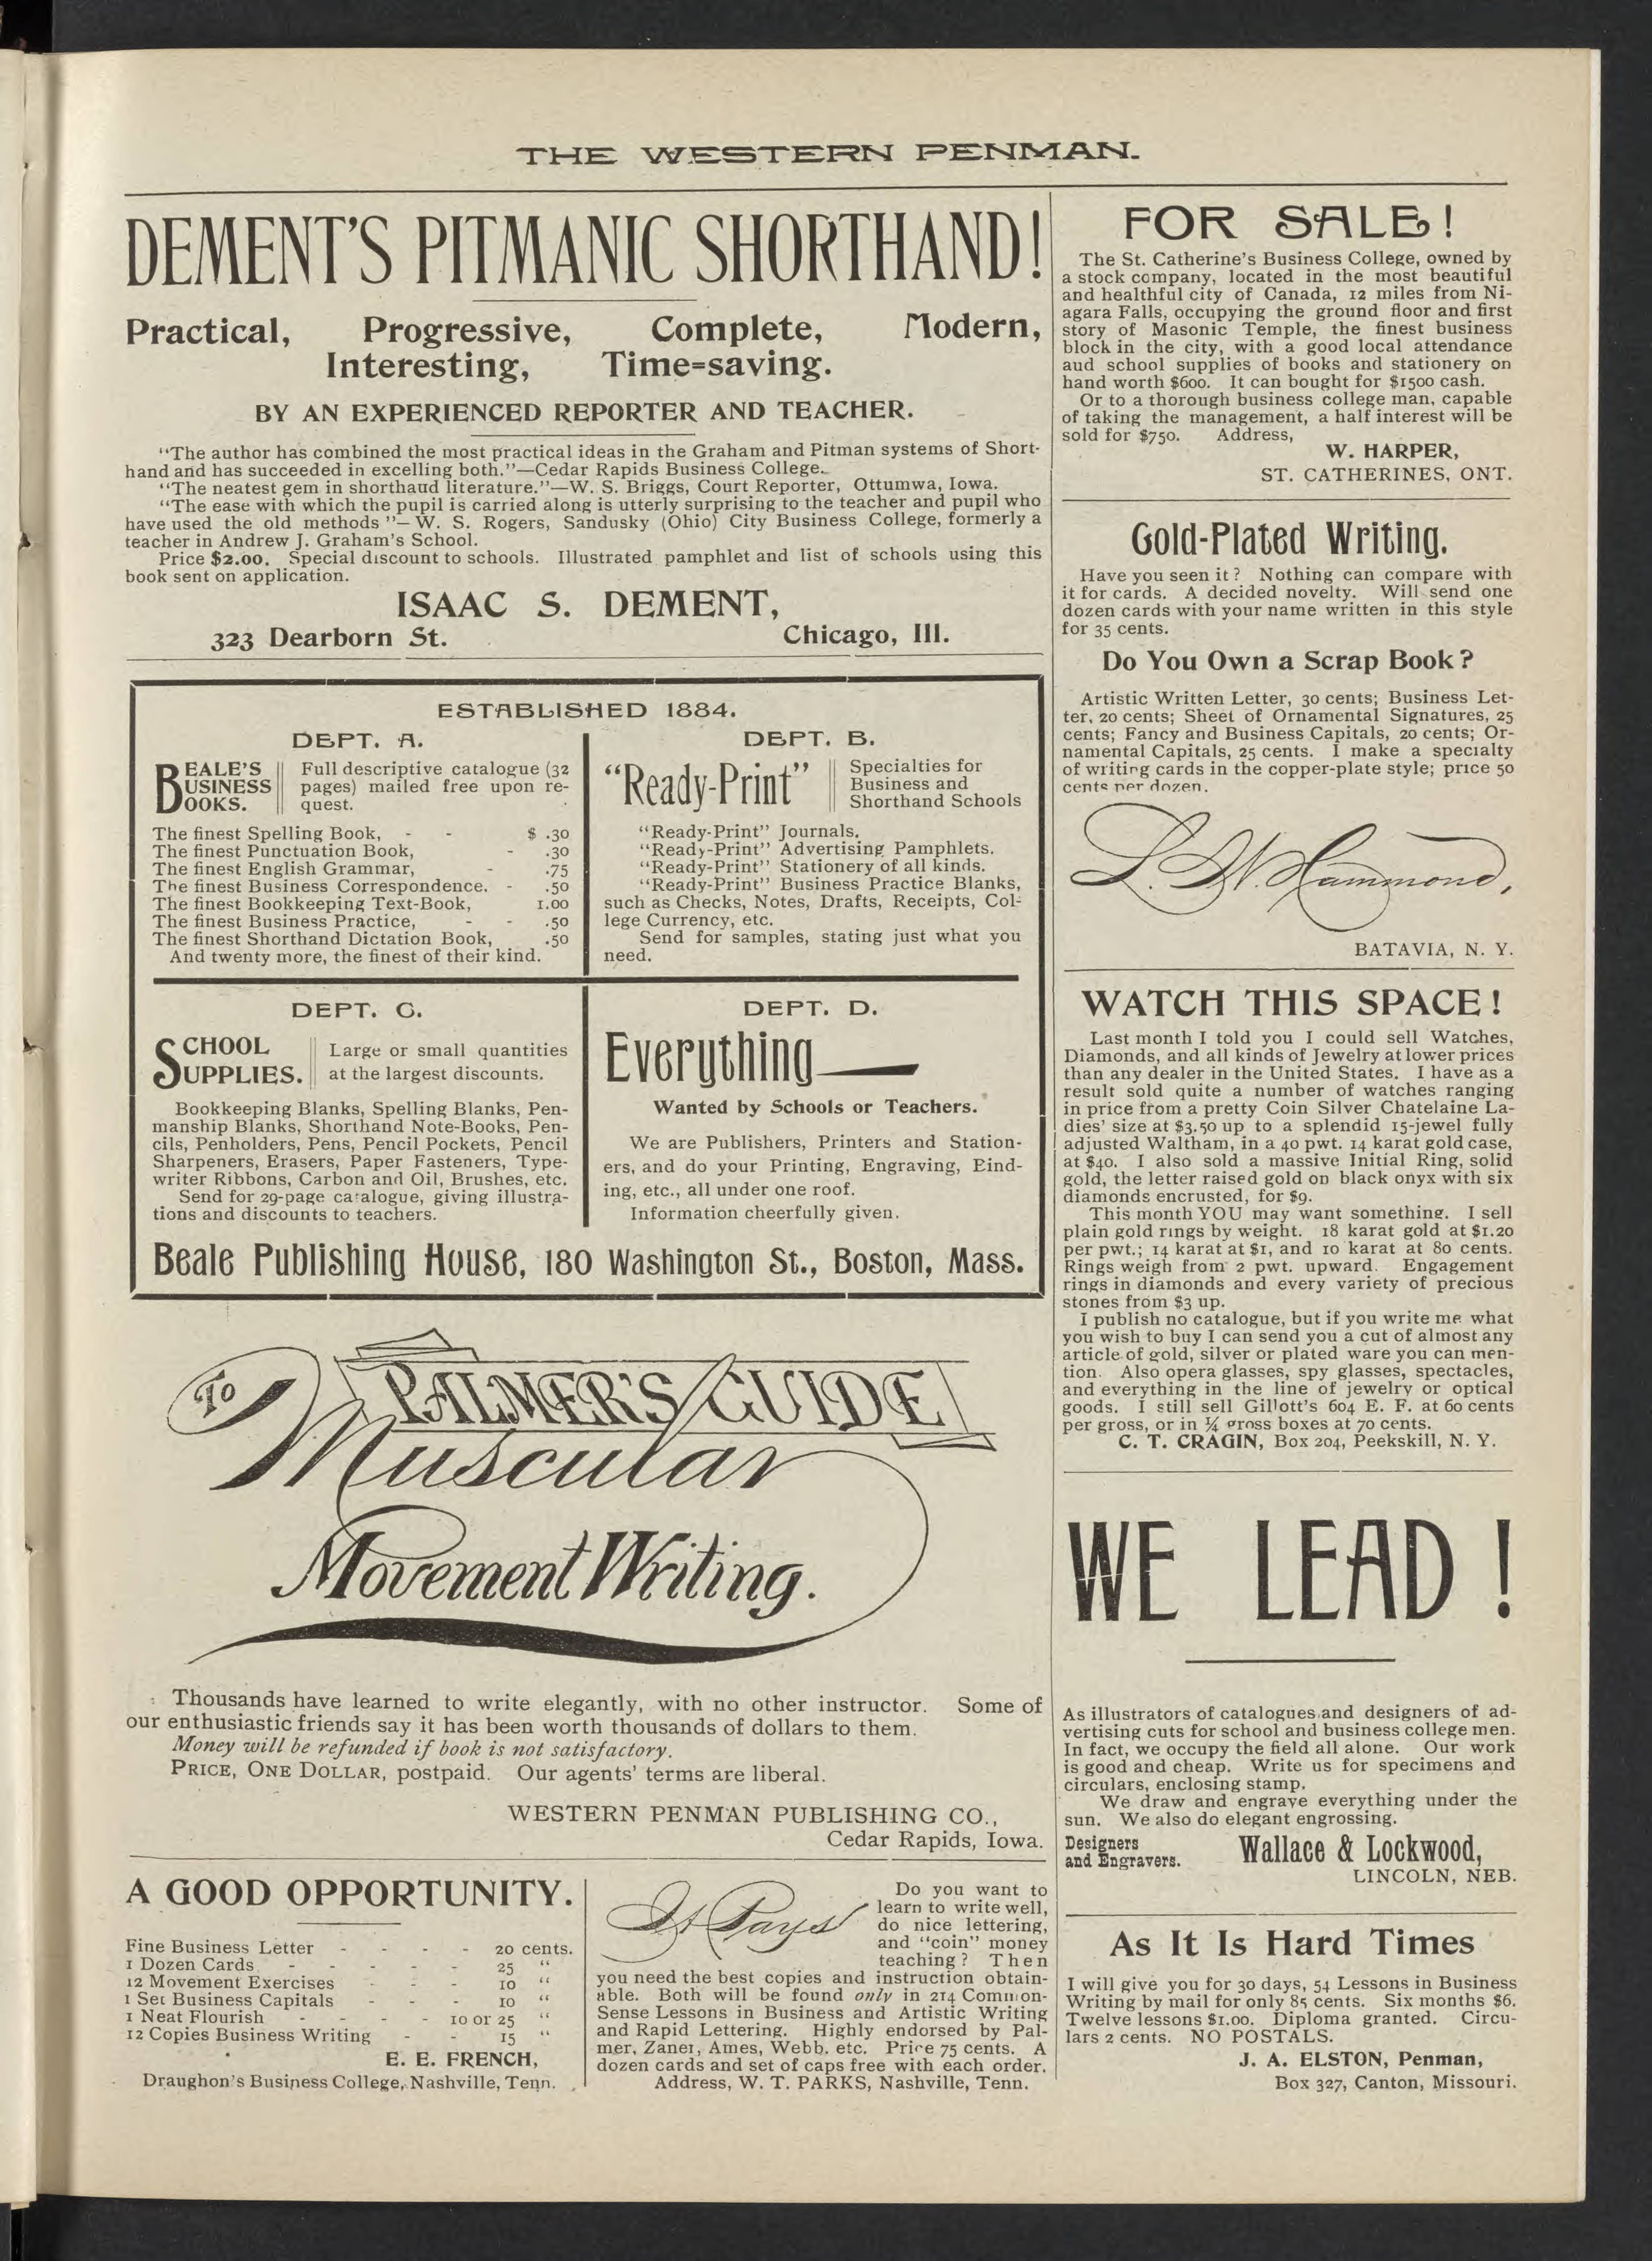 THE WESTERN PENMAN.
DEMENT'S PITMANIC SHORTHAND!
Practical, Progressive, Complete, Modern,
Interesting, Time=saving.
BY AN EXPERIENCED REPORTER AND TEACHER.
"The author has combined the most practical ideas in the Graham and Pitman systems of Short-
hand and has succeeded in excelling both."—Cedar Rapids Business College.
"The neatest gem in shorthand literature."—W. S. Briggs, Court Reporter, Ottumwa, Iowa.
"The ease with which the pupil is carried along is utterly surprising to the teacher and pupil who
have used the old methods "—W. S. Rogers, Sandusky (Ohio) City Business College, formerly a
teacher in Andrew J. Graham's School.
Price $2.00. Special discount to schools. Illustrated pamphlet and list of schools using this
book sent on application.
ISAAC S. DEMENT,
323 Dearborn St. Chicago, Ill.
ESTABLISHED 1884.
DEPT. A.
BEALE'S
BUSINESS
BOOKS.
Full descriptive catalogue (32
pages) mailed free upon re-
quest.
The finest Spelling Book, - - $ .30
The finest Punctuation Book, - .30
The finest English Grammar, - .75
The finest Business Correspondence. - .50
The finest Bookkeeping Text-Book, 1.00
The finest Business Practice, - - .50
The finest Shorthand Dictation Book, .50
And twenty more, the finest of their kind.
DEPT. B.
"Ready-Print"
Specialties for
Business and
Shorthand Schools
"Ready-Print" Journals.
"Ready-Print" Advertising Pamphlets.
"Ready-Print" Stationery of all kinds.
"Ready-Print" Business Practice Blanks,
such as Checks, Notes, Drafts, Receipts, Col-
lege Currency, etc.
Send for samples, stating just what you
need.
DEPT. C.
SCHOOL
SUPPLIES.
Large or small quantities
at the largest discounts.
Bookkeeping Blanks, Spelling Blanks, Pen-
manship Blanks, Shorthand Note-Books, Pen-
cils, Penholders, Pens, Pencil Pockets, Pencil
Sharpeners, Erasers, Paper Fasteners, Type-
writer Ribbons, Carbon and Oil, Brushes, etc.
Send for 29-page catalogue, giving illustra-
tions and discounts to teachers.
DEPT. D.
Everything—
Wanted by Schools or Teachers.
We are Publishers, Printers and Station-
ers, and do your Printing, Engraving, Bind-
ing, etc., all under one roof.
Information cheerfully given.
Beale Publishing House, 180 Washington St., Boston, Mass.
PALMER'S GUIDE
To
Muscular
Movement Writing.
Thousands have learned to write elegantly, with no other instructor. Some of
our enthusiastic friends say it has been worth thousands of dollars to them.
Money will be refunded if book is not satisfactory.
PRICE, ONE DOLLAR, postpaid. Our agents' terms are liberal.
WESTERN PENMAN PUBLISHING CO.,
Cedar Rapids, Iowa.
A GOOD OPPORTUNITY.
Fine Business Letter - - - - 20 cents.
1 Dozen Cards - - - - - 25 "
12 Movement Exercises - - - 10 "
1 Set Business Capitals - - - 10 "
1 Neat Flourish - - - - 10 or 25 "
12 Copies Business Writing - - 15 "
E. E. FRENCH,
Draughon's Business College, Nashville, Tenn.
It Pays
Do you want to
learn to write well,
do nice lettering,
and "coin" money
teaching? Then
you need the best copies and instruction obtain-
able. Both will be found only in 214 Common-
Sense Lessons in Business and Artistic Writing
and Rapid Lettering. Highly endorsed by Pal-
mer, Zaner, Ames, Webb, etc. Price 75 cents. A
dozen cards and set of caps free with each order.
Address, W. T. PARKS, Nashville, Tenn.
FOR SALE!
The St. Catherine's Business College, owned by
a stock company, located in the most beautiful
and healthful city of Canada, 12 miles from Ni-
agara Falls, occupying the ground floor and first
story of Masonic Temple, the finest business
block in the city, with a good local attendance
aud school supplies of books and stationery on
hand worth $600. It can bought for $1500 cash.
Or to a thorough business college man, capable
of taking the management, a half interest will be
sold for $750. Address,
W. HARPER,
ST. CATHERINES, ONT.
Gold-Plated Writing.
Have you seen it? Nothing can compare with
it for cards. A decided novelty. Will send one
dozen cards with your name written in this style
for 35 cents.
Do You Own a Scrap Book?
Artistic Written Letter, 30 cents; Business Let-
ter, 20 cents; Sheet of Ornamental Signatures, 25
cents; Fancy and Business Capitals, 20 cents; Or-
namental Capitals, 25 cents. I make a specialty
of writing cards in the copper-plate style; price 50
cents per dozen.
L. W. Hammond,
BATAVIA, N. Y.
WATCH THIS SPACE!
Last month I told you I could sell Watches,
Diamonds, and all kinds of Jewelry at lower prices
than any dealer in the United States. I have as a
result sold quite a number of watches ranging
in price from a pretty Coin Silver Chatelaine La-
dies' size at $3.50 up to a splendid 15-jewel fully
adjusted Waltham, in a 40 pwt. 14 karat gold case,
at $40. I also sold a massive Initial Ring, solid
gold, the letter raised gold on black onyx with six
diamonds encrusted, for $9.
This month YOU may want something. I sell
plain gold rings by weight. 18 karat gold at $1.20
per pwt.; 14 karat at $1, and 10 karat at 80 cents.
Rings weigh from 2 pwt. upward. Engagement
rings in diamonds and every variety of precious
stones from $3 up.
I publish no catalogue, but if you write me what
you wish to buy I can send you a cut of almost any
article of gold, silver or plated ware you can men-
tion. Also opera glasses, spy glasses, spectacles,
and everything in the line of jewelry or optical
goods. I still sell Gillott's 604 E. F. at 60 cents
per gross, or in ¼ gross boxes at 70 cents.
C. T. CRAGIN, Box 204, Peekskill, N. Y.
WE LEAD!
As illustrators of catalogues and designers of ad-
vertising cuts for school and business college men.
In fact, we occupy the field all alone. Our work
is good and cheap. Write us for specimens and
circulars, enclosing stamp.
We draw and engrave everything under the
sun. We also do elegant engrossing.
Designers
and Engravers.
Wallace & Lockwood,
LINCOLN, NEB.
As It Is Hard Times
I will give you for 30 days, 54 Lessons in Business
Writing by mail for only 85 cents. Six months $6.
Twelve lessons $1.00. Diploma granted. Circu-
lars 2 cents. NO POSTALS.
J. A. ELSTON, Penman,
Box 327, Canton, Missouri.